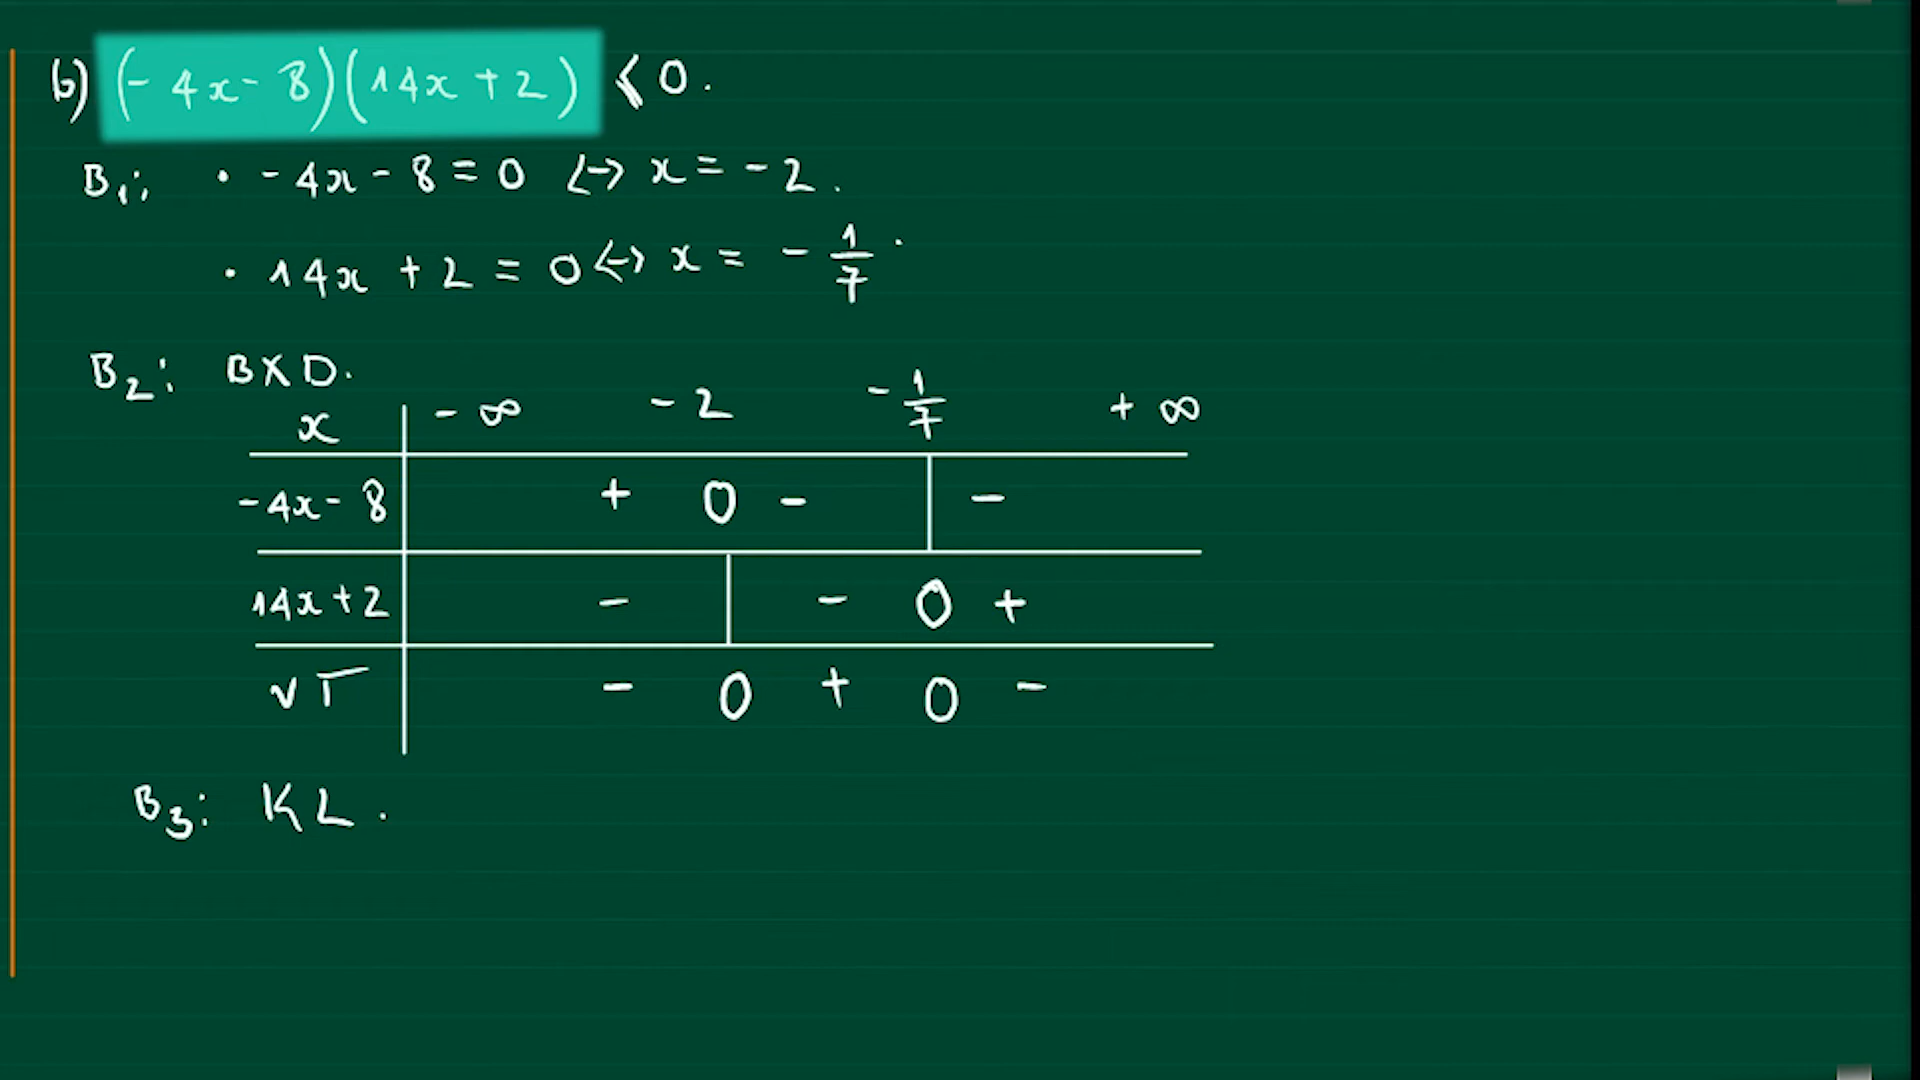 b) (-4x-8)(14x+2) ⩽ 0.
B₁: • -4x-8=0 <-> x=-2.
• 14x+2=0 <-> x=-1/7.
B₂: BXD.
x -∞ -2 -1/7 +∞
-4x-8 + 0 - | -
14x+2 - | - 0 +
VT - 0 + 0 -
B₃: KL.